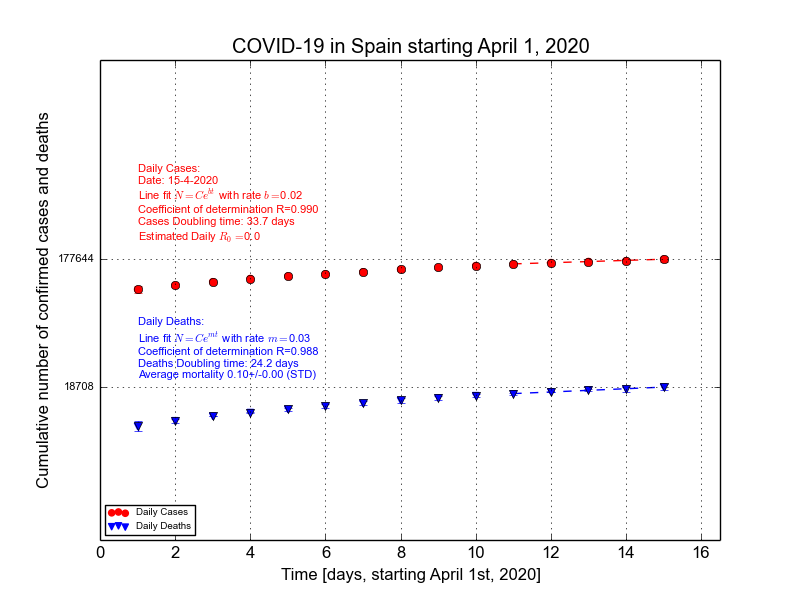 COVID-19 in Spain starting April 1, 2020
Cumulative number of confirmed cases and deaths
177644
18708
Daily Cases:
Date: 15-4-2020
Line fit N=Ce^{bt} with rate b=0.02
Coefficient of determination R=0.990
Cases Doubling time: 33.7 days
Estimated Daily R_0 =0.0
Daily Deaths:
Line fit N=Ce^{mt} with rate m=0.03
Coefficient of determination R=0.988
Deaths Doubling time: 24.2 days
Average mortality 0.10+/-0.00 (STD)
Daily Cases
Daily Deaths
0 2 4 6 8 10 12 14 16
Time [days, starting April 1st, 2020]